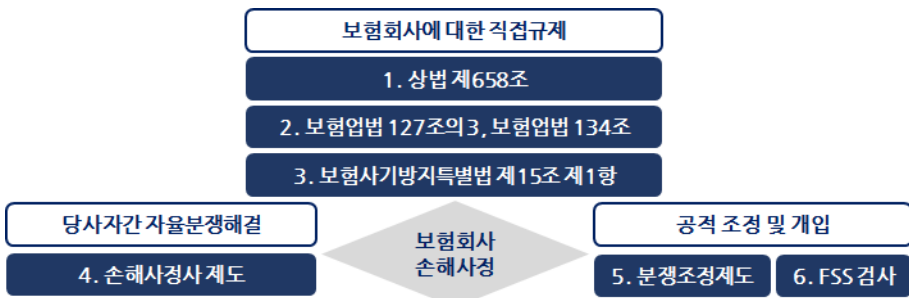 보험회사에 대한 직접규제
1. 상법 제658조
2. 보험업법 127조의 3, 보험업법 134조
3. 보험사기방지특별법 제15조 제1항
당사자간 자율분쟁해결
4. 손해사정사 제도
보험회사
손해사정
공적 조정 및 개입
5. 분쟁조정제도
6. FSS 검사